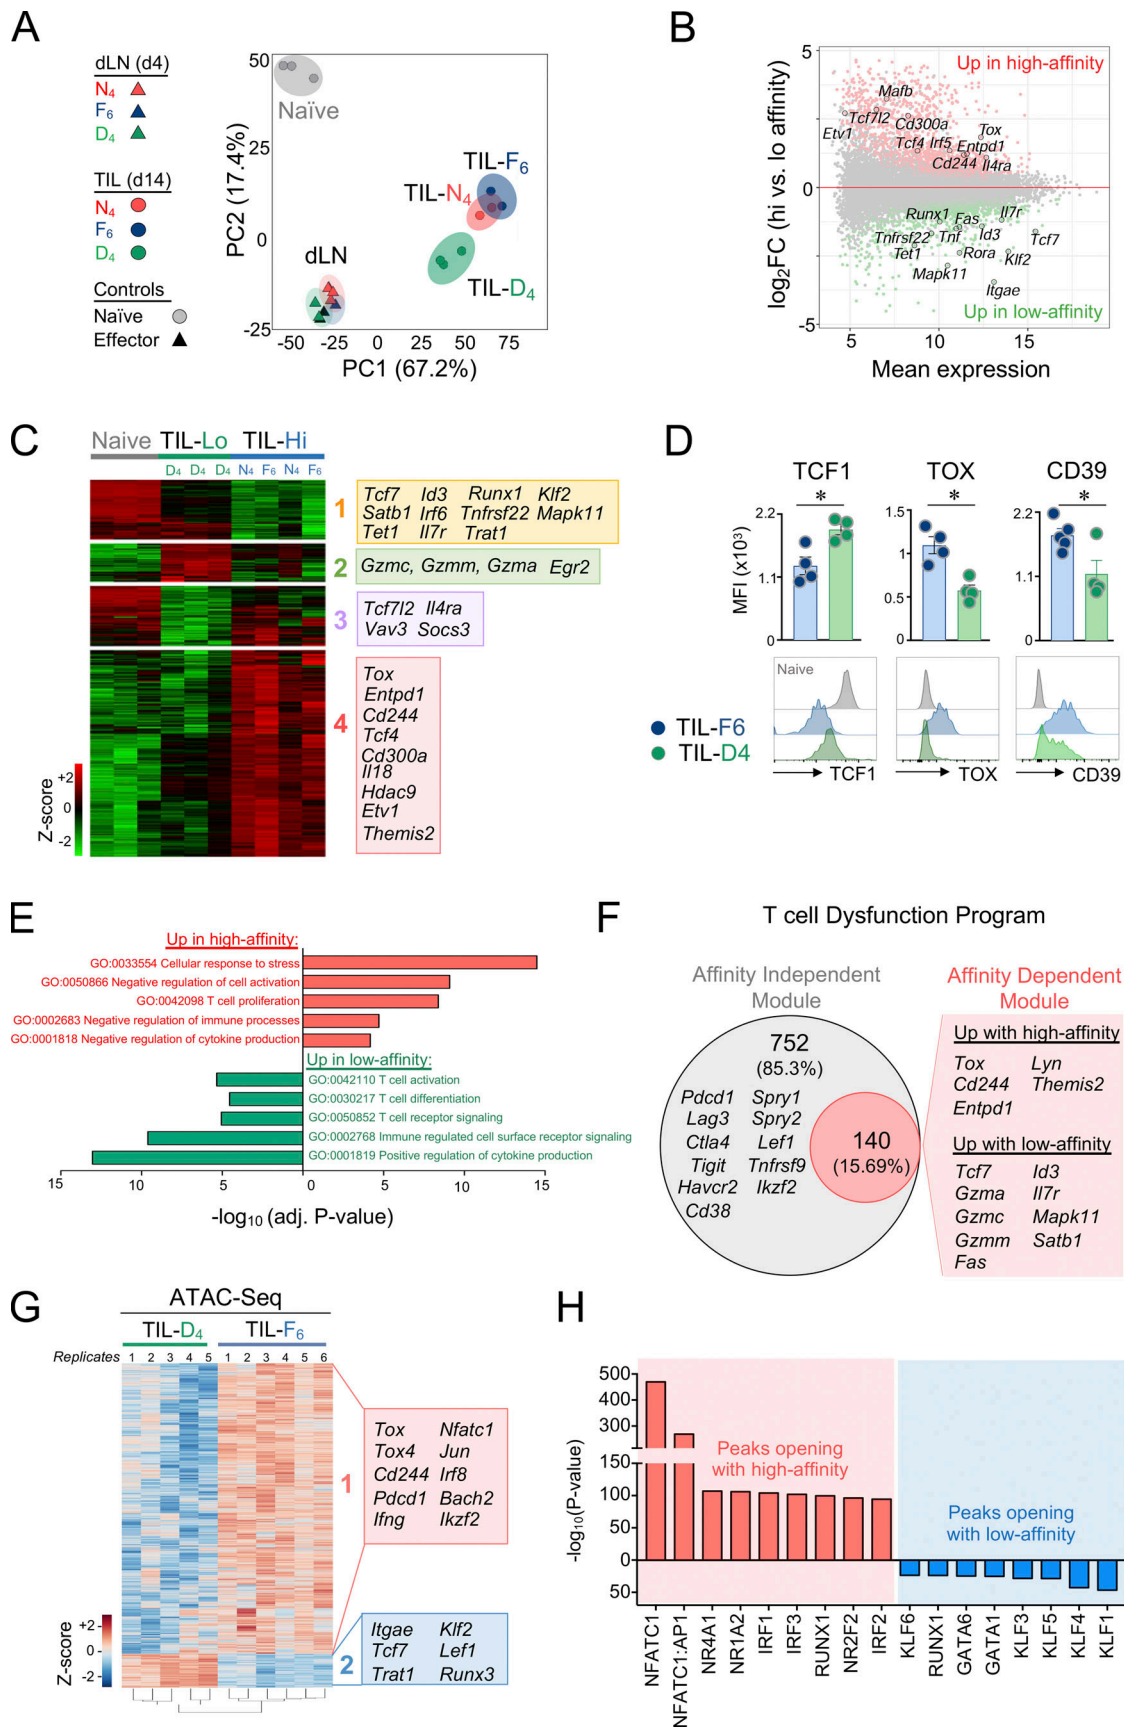 A
dLN (d4)
N4
F6
D4
TIL (d14)
N4
F6
D4
Controls
Naïve
Effector
50
25
0
-25
PC2 (17.4%)
Naïve
TIL-F6
TIL-N4
dLN
TIL-D4
-50 -25 0 25 50 75
PC1 (67.2%)
B
5
0
-5
log2FC (hi vs. lo affinity)
Up in high-affinity
Mafb
Tcf7l2
Cd300a
Etv1
Tox
Tcf4 Irf5 Entpd1
Cd244 Il4ra
Runx1 Fas Il7r
Tnfrsf22 Tnf Id3 Tcf7
Tet1 Rora Klf2
Mapk11
Itgae
Up in low-affinity
5 10 15
Mean expression
C
Naive TIL-Lo TIL-Hi
D4 D4 D4 N4 F6 N4 F6
1
Tcf7 Id3 Runx1 Klf2
Satb1 Irf6 Tnfrsf22 Mapk11
Tet1 Il7r Trat1
2
Gzmc, Gzmm, Gzma Egr2
3
Tcf7l2 Il4ra
Vav3 Socs3
4
Tox
Entpd1
Cd244
Tcf4
Cd300a
Il18
Hdac9
Etv1
Themis2
Z-score
+2
0
-2
D
TCF1 TOX CD39
* * *
MFI (x10³)
2.2
1.1
0
1.5
1
0.5
0
2.2
1.1
0
Naive
TIL-F6
TIL-D4
TCF1 TOX CD39
E
Up in high-affinity:
GO:0033554 Cellular response to stress
GO:0050866 Negative regulation of cell activation
GO:0042098 T cell proliferation
GO:0002683 Negative regulation of immune processes
GO:0001818 Negative regulation of cytokine production
Up in low-affinity:
GO:0042110 T cell activation
GO:0030217 T cell differentiation
GO:0050852 T cell receptor signaling
GO:0002768 Immune regulated cell surface receptor signaling
GO:0001819 Positive regulation of cytokine production
15 10 5 0 5 10 15
-log10 (adj. P-value)
F
T cell Dysfunction Program
Affinity Independent
Module
752
(85.3%)
Pdcd1 Spry1
Lag3 Spry2
Ctla4 Lef1
Tigit Tnfrsf9
Havcr2 Ikzf2
Cd38
140
(15.69%)
Affinity Dependent
Module
Up with high-affinity
Tox Lyn
Cd244 Themis2
Entpd1
Up with low-affinity
Tcf7 Id3
Gzma Il7r
Gzmc Mapk11
Gzmm Satb1
Fas
G
ATAC-Seq
TIL-D4 TIL-F6
Replicates 1 2 3 4 5 1 2 3 4 5 6
1
Tox Nfatc1
Tox4 Jun
Cd244 Irf8
Pdcd1 Bach2
Ifng Ikzf2
2
Itgae Klf2
Tcf7 Lef1
Trat1 Runx3
Z-score
+2
0
-2
H
-log10(P-value)
500
300
100
150
100
50
0
50
Peaks opening
with high-affinity
Peaks opening
with low-affinity
NFATC1
NFATC1:AP1
NR4A1
NR1A2
IRF1
IRF3
RUNX1
NR2F2
IRF2
KLF6
RUNX1
GATA6
GATA1
KLF3
KLF5
KLF4
KLF1